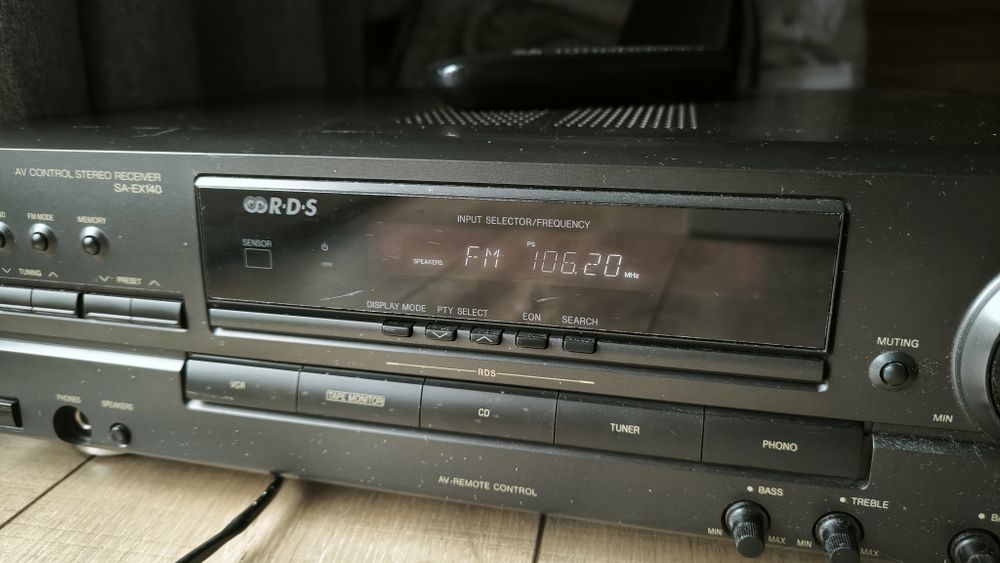 AV CONTROL STEREO RECEIVER
SA-EX140
R·D·S
INPUT SELECTOR/FREQUENCY
FM MODE
MEMORY
SENSOR
PS
SPEAKERS FM 106.20 MHz
TUNING
PRESET
DISPLAY MODE
PTY SELECT
EON
SEARCH
MUTING
RDS
VCR
TAPE MONITOR
CD
TUNER
PHONO
MIN
PHONES
SPEAKERS
AV·REMOTE CONTROL
BASS
TREBLE
MIN
MAX
MIN
MAX